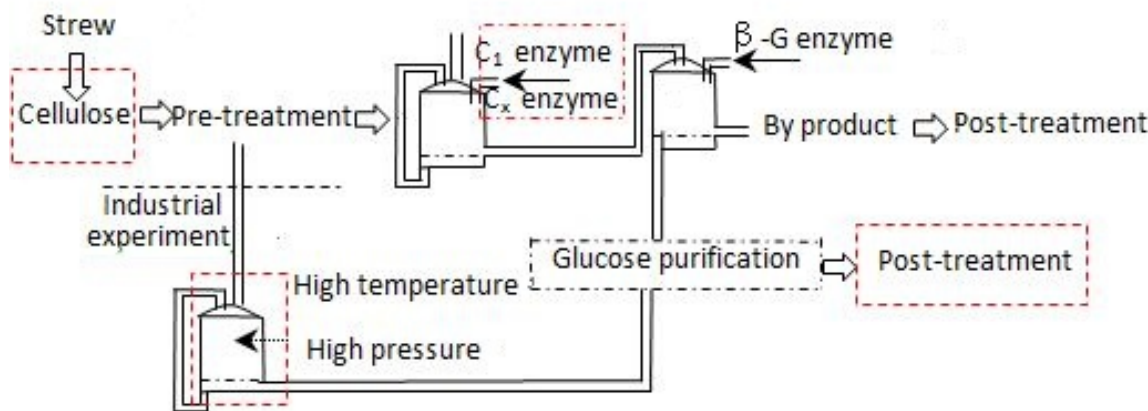 Strew
Cellulose
Pre-treatment
C₁ enzyme
Cₓ enzyme
β -G enzyme
By product
Post-treatment
Industrial
experiment
Glucose purification
Post-treatment
High temperature
High pressure